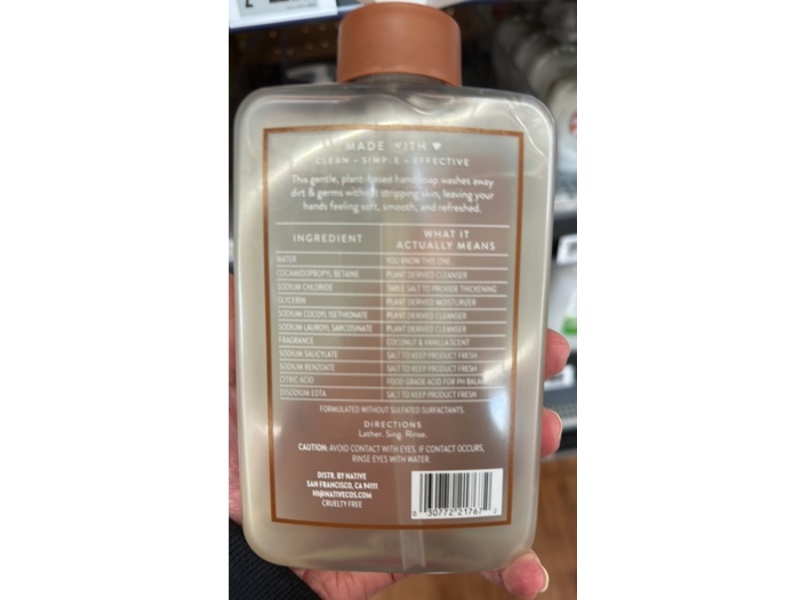 MADE WITH ♥
CLEAN • SIMPLE • EFFECTIVE
This gentle, plant-based hand soap washes away
dirt & germs without stripping skin, leaving your
hands feeling soft, smooth, and refreshed.
INGREDIENT WHAT IT
ACTUALLY MEANS
WATER YOU KNOW THIS ONE.
COCAMIDOPROPYL BETAINE PLANT DERIVED CLEANSER
SODIUM CHLORIDE TABLE SALT TO PROVIDE THICKENING
GLYCERIN PLANT DERIVED MOISTURIZER
SODIUM COCOYL ISETHIONATE PLANT DERIVED CLEANSER
SODIUM LAUROYL SARCOSINATE PLANT DERIVED CLEANSER
FRAGRANCE COCONUT & VANILLA SCENT
SODIUM SALICYLATE SALT TO KEEP PRODUCT FRESH
SODIUM BENZOATE SALT TO KEEP PRODUCT FRESH
CITRIC ACID FOOD GRADE ACID FOR PH BALANCE
DISODIUM EDTA SALT TO KEEP PRODUCT FRESH
FORMULATED WITHOUT SULFATED SURFACTANTS.
DIRECTIONS
Lather. Sing. Rinse.
CAUTION: AVOID CONTACT WITH EYES. IF CONTACT OCCURS,
RINSE EYES WITH WATER.
DISTR. BY NATIVE
SAN FRANCISCO, CA 94111
HI@NATIVECOS.COM
CRUELTY FREE
0 30772 21767 2